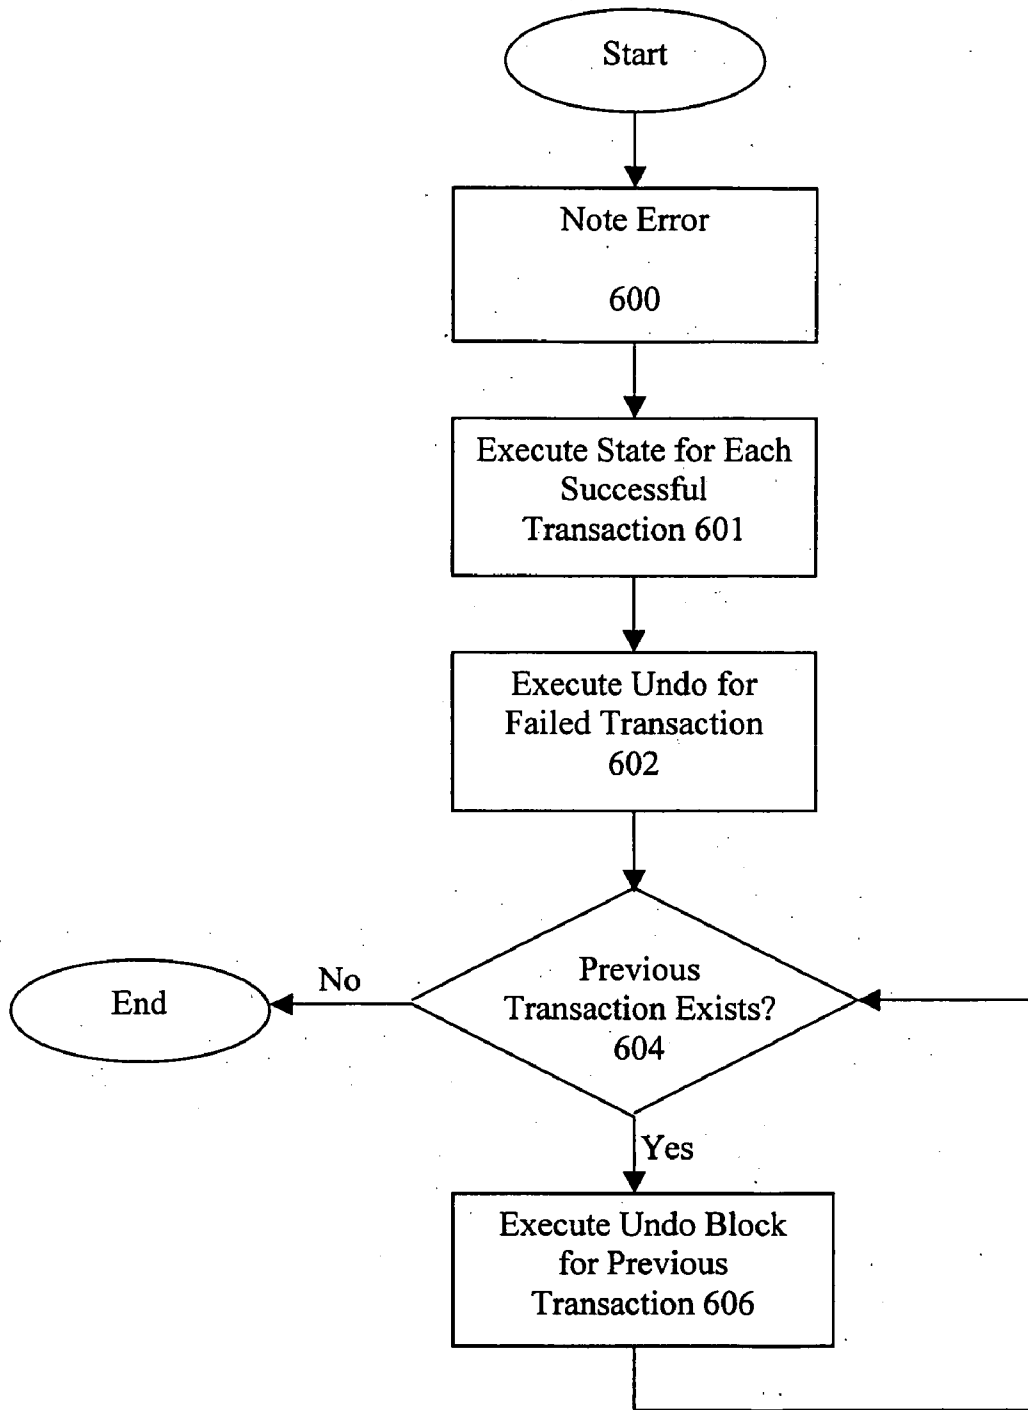 Start
Note Error
600
Execute State for Each
Successful
Transaction 601
Execute Undo for
Failed Transaction
602
Previous
Transaction Exists?
604
No
End
Yes
Execute Undo Block
for Previous
Transaction 606